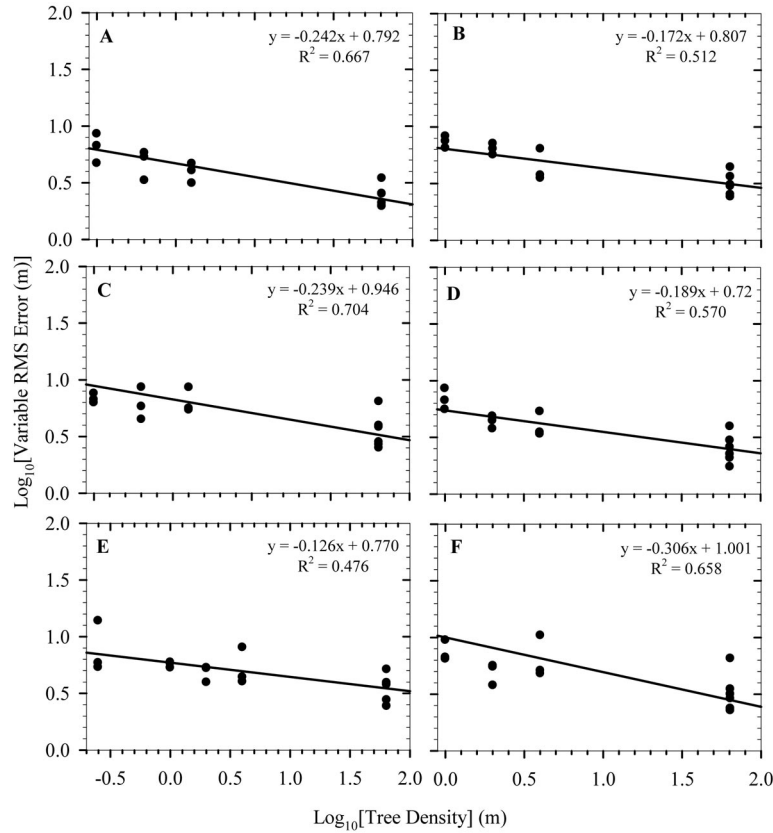 2.0
1.5
1.0
0.5
0.0
A
y = -0.242x + 0.792
R² = 0.667
B
y = -0.172x + 0.807
R² = 0.512
2.0
1.5
1.0
0.5
0.0
C
y = -0.239x + 0.946
R² = 0.704
D
y = -0.189x + 0.72
R² = 0.570
Log₁₀[Variable RMS Error (m)]
2.0
1.5
1.0
0.5
0.0
E
y = -0.126x + 0.770
R² = 0.476
F
y = -0.306x + 1.001
R² = 0.658
-0.5 0.0 0.5 1.0 1.5 2.0
0.0 0.5 1.0 1.5 2.0
Log₁₀[Tree Density] (m)